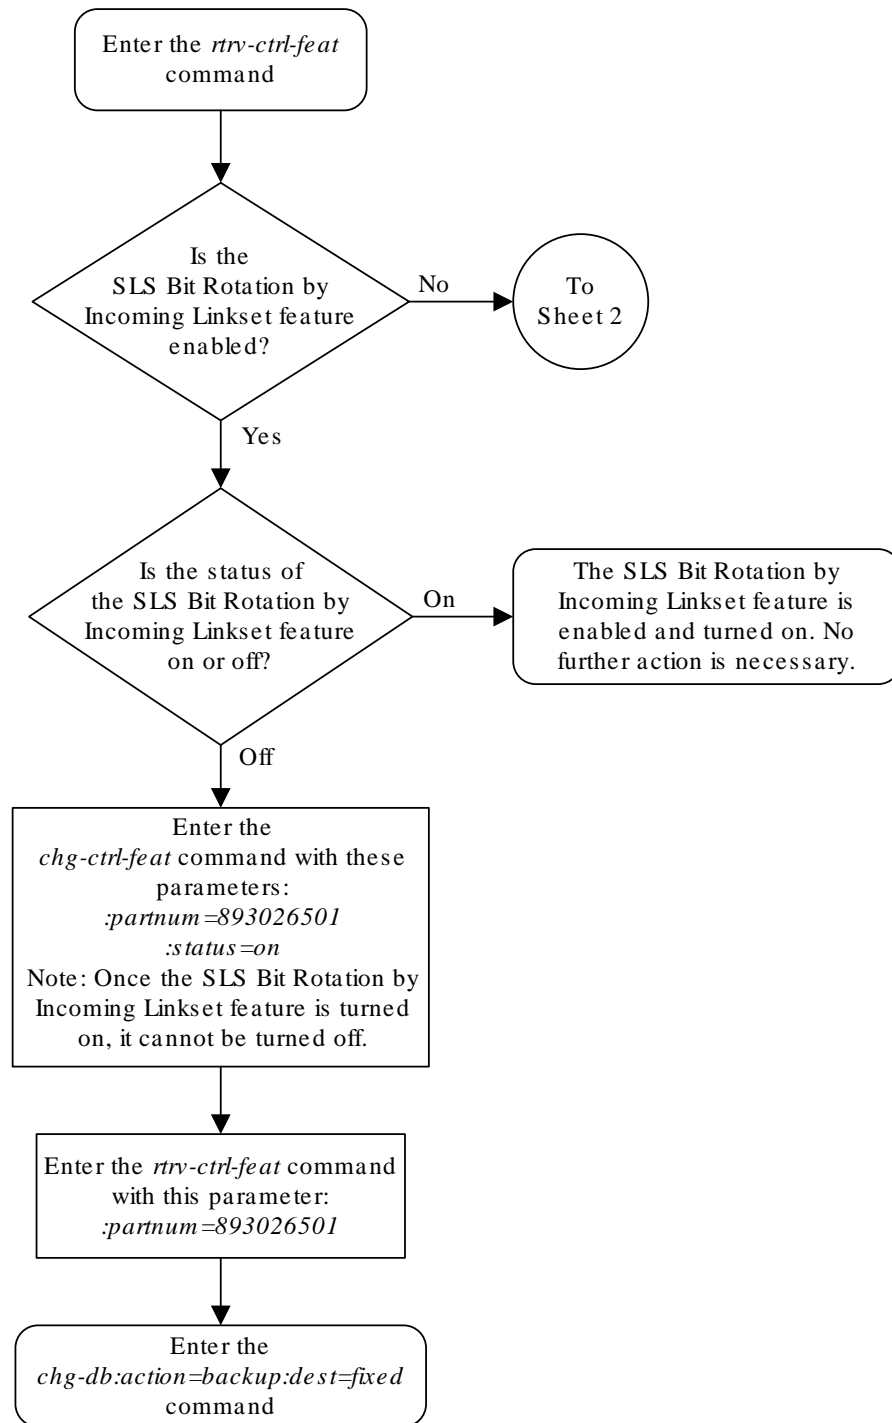 Enter the rtrv-ctrl-feat
command
Is the
SLS Bit Rotation by
Incoming Linkset feature
enabled?
No
To
Sheet 2
Yes
Is the status of
the SLS Bit Rotation by
Incoming Linkset feature
on or off?
On
The SLS Bit Rotation by
Incoming Linkset feature is
enabled and turned on. No
further action is necessary.
Off
Enter the
chg-ctrl-feat command with these
parameters:
:partnum=893026501
:status=on
Note: Once the SLS Bit Rotation by
Incoming Linkset feature is turned
on, it cannot be turned off.
Enter the rtrv-ctrl-feat command
with this parameter:
:partnum=893026501
Enter the
chg-db:action=backup:dest=fixed
command